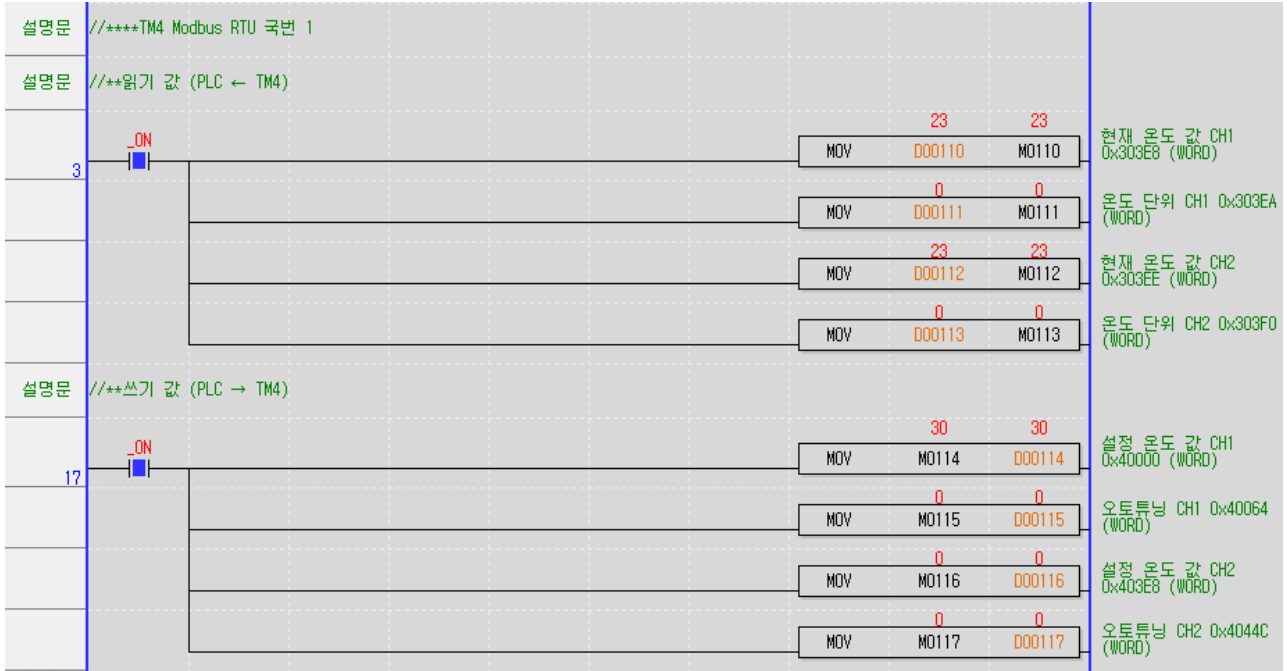 설명문 //****TM4 Modbus RTU 국번 1
설명문 //**읽기 값 (PLC ← TM4)
_ON 23 23 현재 온도 값 CH1
3 MOV D00110 M0110 0x303E8 (WORD)
0 0 온도 단위 CH1 0x303EA
MOV D00111 M0111 (WORD)
23 23 현재 온도 값 CH2
MOV D00112 M0112 0x303EE (WORD)
0 0 온도 단위 CH2 0x303F0
MOV D00113 M0113 (WORD)
설명문 //**쓰기 값 (PLC → TM4)
_ON 30 30 설정 온도 값 CH1
17 MOV M0114 D00114 0x40000 (WORD)
0 0 오토튜닝 CH1 0x40064
MOV M0115 D00115 (WORD)
0 0 설정 온도 값 CH2
MOV M0116 D00116 0x403E8 (WORD)
0 0 오토튜닝 CH2 0x4044C
MOV M0117 D00117 (WORD)